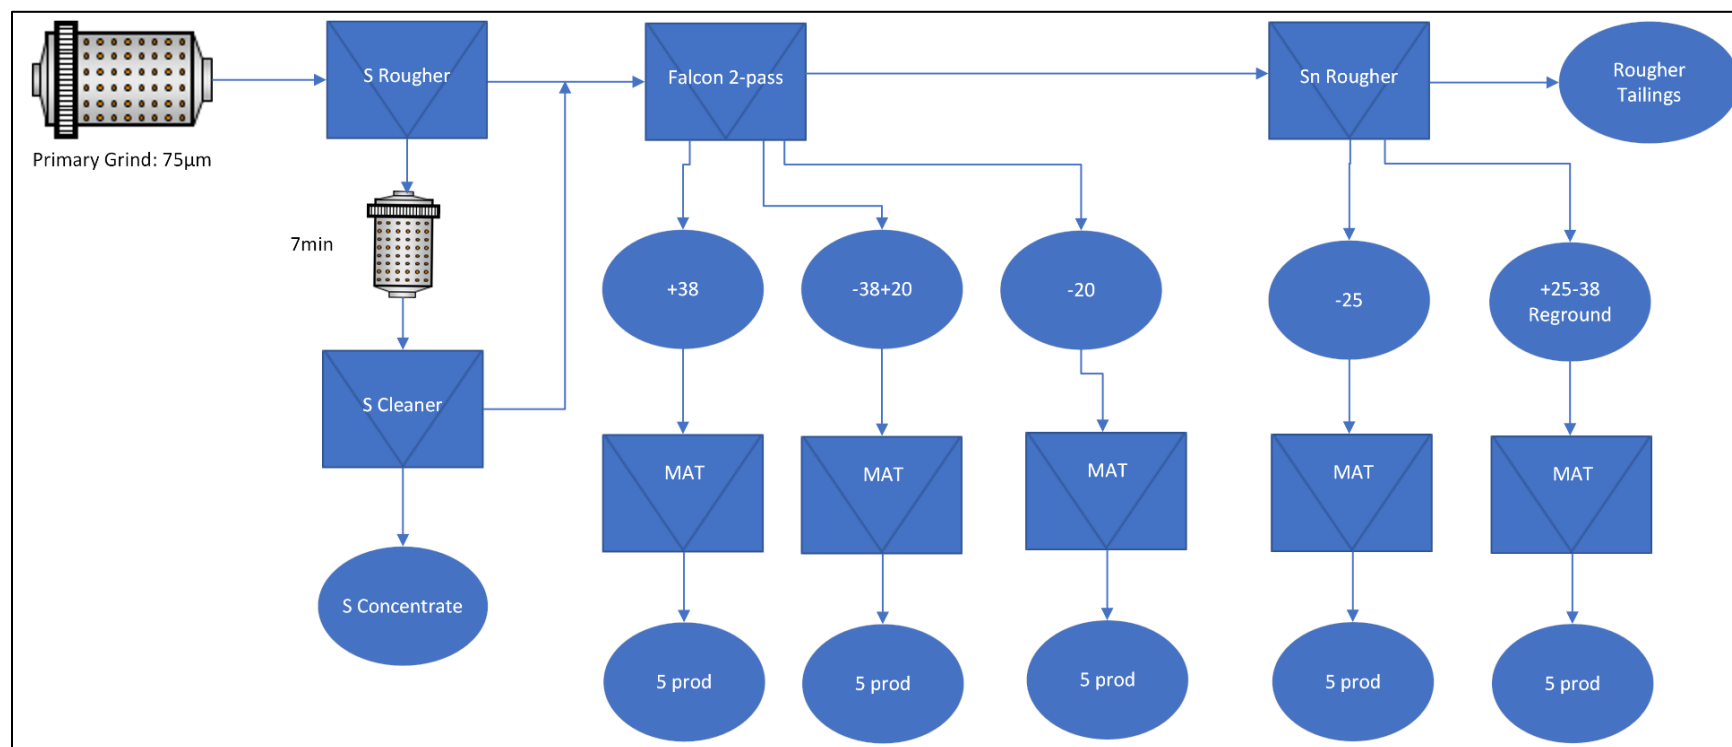 S Rougher
Falcon 2-pass
Sn Rougher
Rougher
Tailings
Primary Grind: 75µm
7min
+38
-38+20
-20
-25
+25-38
Reground
S Cleaner
MAT
MAT
MAT
MAT
MAT
S Concentrate
5 prod
5 prod
5 prod
5 prod
5 prod